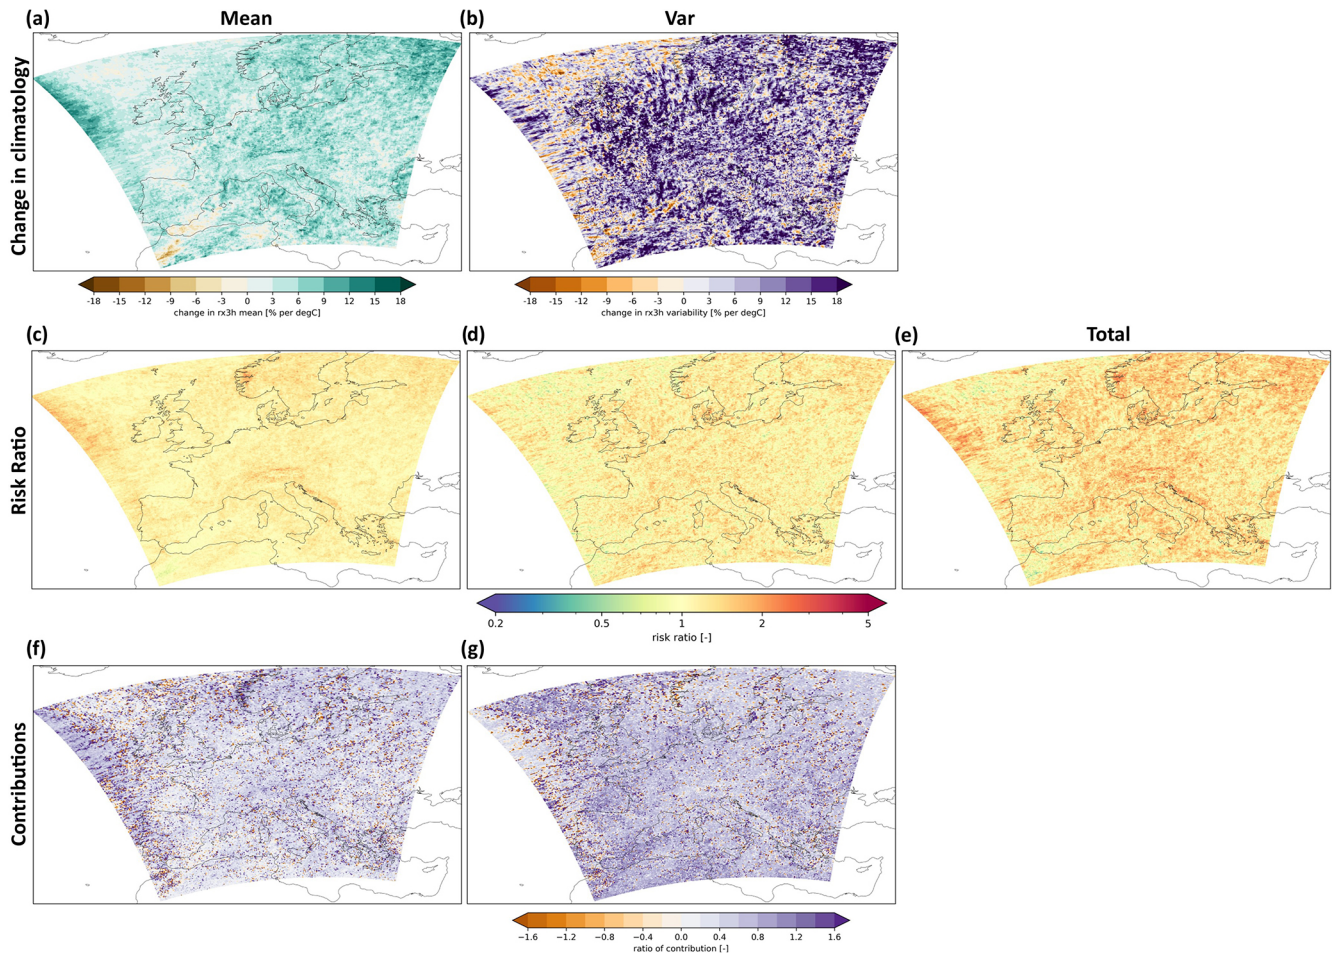 (a) Mean (b) Var
Change in climatology
-18 -15 -12 -9 -6 -3 0 3 6 9 12 15 18
change in rx3h mean [% per degC]
-18 -15 -12 -9 -6 -3 0 3 6 9 12 15 18
change in rx3h variability [% per degC]
(c) (d) (e) Total
Risk Ratio
0.2 0.5 1 2 5
risk ratio [-]
(f) (g)
Contributions
−1.6 −1.2 −0.8 −0.4 0.0 0.4 0.8 1.2 1.6
ratio of contribution [-]